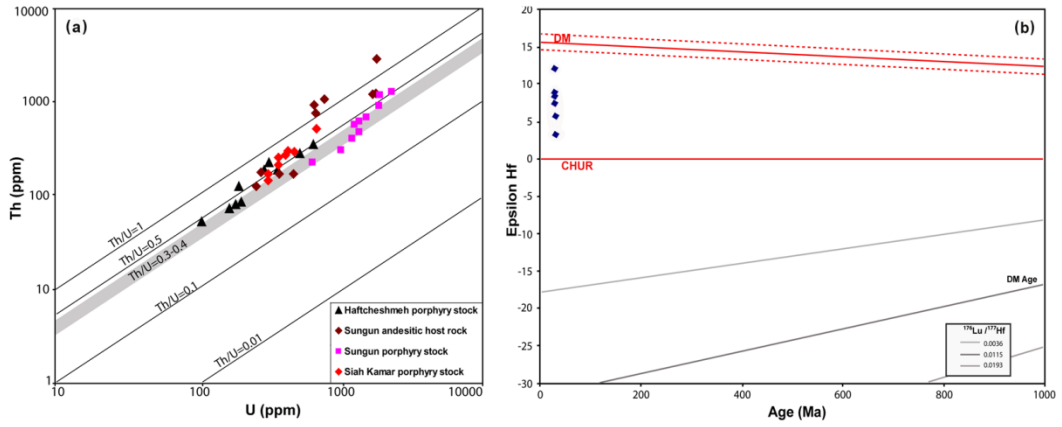 (a)
10000
1000
100
10
1
Th (ppm)
Th/U=1
Th/U=0.5
Th/U=0.3-0.4
Th/U=0.1
Th/U=0.01
Haftcheshmeh porphyry stock
Sungun andesitic host rock
Sungun porphyry stock
Siah Kamar porphyry stock
10
100
1000
10000
U (ppm)
(b)
20
15
10
5
0
-5
-10
-15
-20
-25
-30
Epsilon Hf
DM
CHUR
DM Age
¹⁷⁶Lu /¹⁷⁷Hf
0.0036
0.0115
0.0193
0
200
400
600
800
1000
Age (Ma)